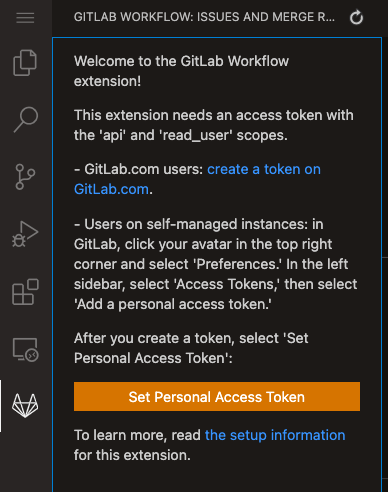 GITLAB WORKFLOW: ISSUES AND MERGE R...
Welcome to the GitLab Workflow
extension!
This extension needs an access token with
the 'api' and 'read_user' scopes.
- GitLab.com users: create a token on
GitLab.com.
- Users on self-managed instances: in
GitLab, click your avatar in the top right
corner and select 'Preferences.' In the left
sidebar, select 'Access Tokens,' then select
'Add a personal access token.'
After you create a token, select 'Set
Personal Access Token':
Set Personal Access Token
To learn more, read the setup information
for this extension.